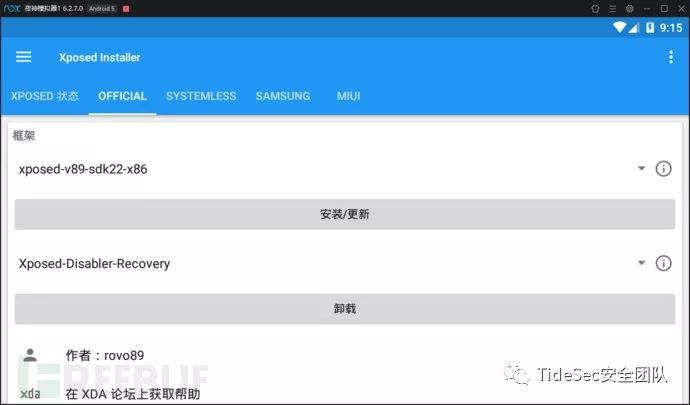 nox 夜神模拟器1 6.2.7.0 Android 5
9:15
Xposed Installer
XPOSED 状态 OFFICIAL SYSTEMLESS SAMSUNG MIUI
框架
xposed-v89-sdk22-x86
安装/更新
Xposed-Disabler-Recovery
卸载
作者：rovo89
xda 在 XDA 论坛上获取帮助
FREEBUF
TideSec安全团队